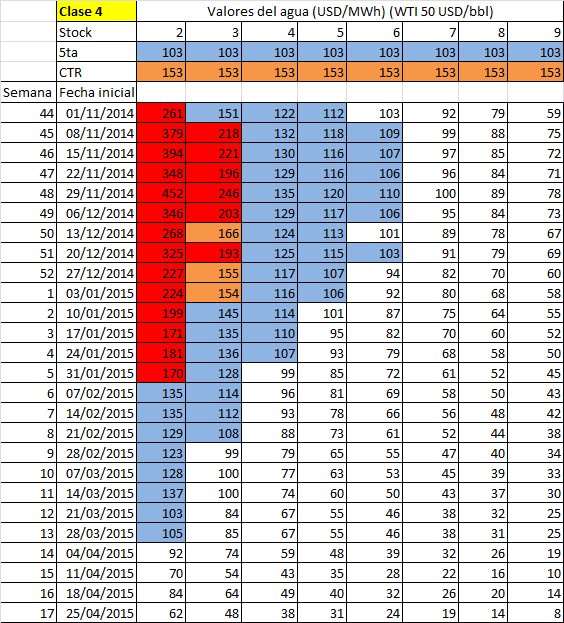 Clase 4 Valores del agua (USD/MWh) (WTI 50 USD/bbl)
Stock 2 3 4 5 6 7 8 9
5ta 103 103 103 103 103 103 103 103
CTR 153 153 153 153 153 153 153 153
Semana Fecha inicial
44 01/11/2014 261 151 122 112 103 92 79 59
45 08/11/2014 379 218 132 118 109 99 88 75
46 15/11/2014 394 221 130 116 107 97 85 72
47 22/11/2014 348 196 129 116 106 96 84 71
48 29/11/2014 452 246 135 120 110 100 89 78
49 06/12/2014 346 203 129 117 106 95 84 73
50 13/12/2014 268 166 124 113 101 89 78 67
51 20/12/2014 325 193 125 115 103 91 79 69
52 27/12/2014 227 155 117 107 94 82 70 60
1 03/01/2015 224 154 116 106 92 80 68 58
2 10/01/2015 199 145 114 101 87 75 64 55
3 17/01/2015 171 135 110 95 82 70 60 52
4 24/01/2015 181 136 107 93 79 68 58 50
5 31/01/2015 170 128 99 85 72 61 52 45
6 07/02/2015 135 114 96 81 69 58 50 43
7 14/02/2015 135 112 93 78 66 56 48 42
8 21/02/2015 129 108 88 73 61 52 44 38
9 28/02/2015 123 99 79 65 55 47 40 34
10 07/03/2015 128 100 77 63 53 45 39 33
11 14/03/2015 137 100 74 60 50 43 37 30
12 21/03/2015 103 84 67 55 46 38 32 25
13 28/03/2015 105 85 67 55 46 38 31 25
14 04/04/2015 92 74 59 48 39 32 26 19
15 11/04/2015 70 54 43 35 28 22 16 10
16 18/04/2015 84 64 49 40 32 26 20 14
17 25/04/2015 62 48 38 31 24 19 14 8